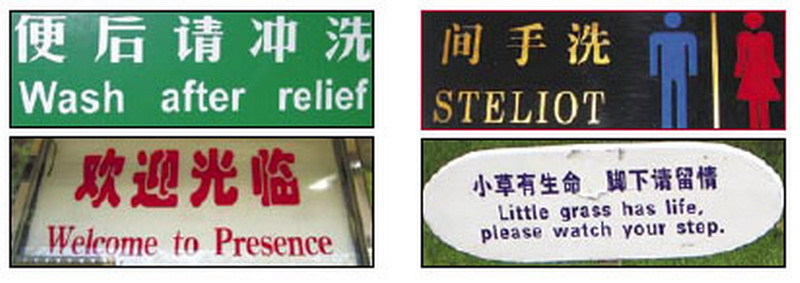 便后请冲洗
Wash after relief
间手洗
STELIOT
欢迎光临
Welcome to Presence
小草有生命 脚下请留情
Little grass has life,
please watch your step.